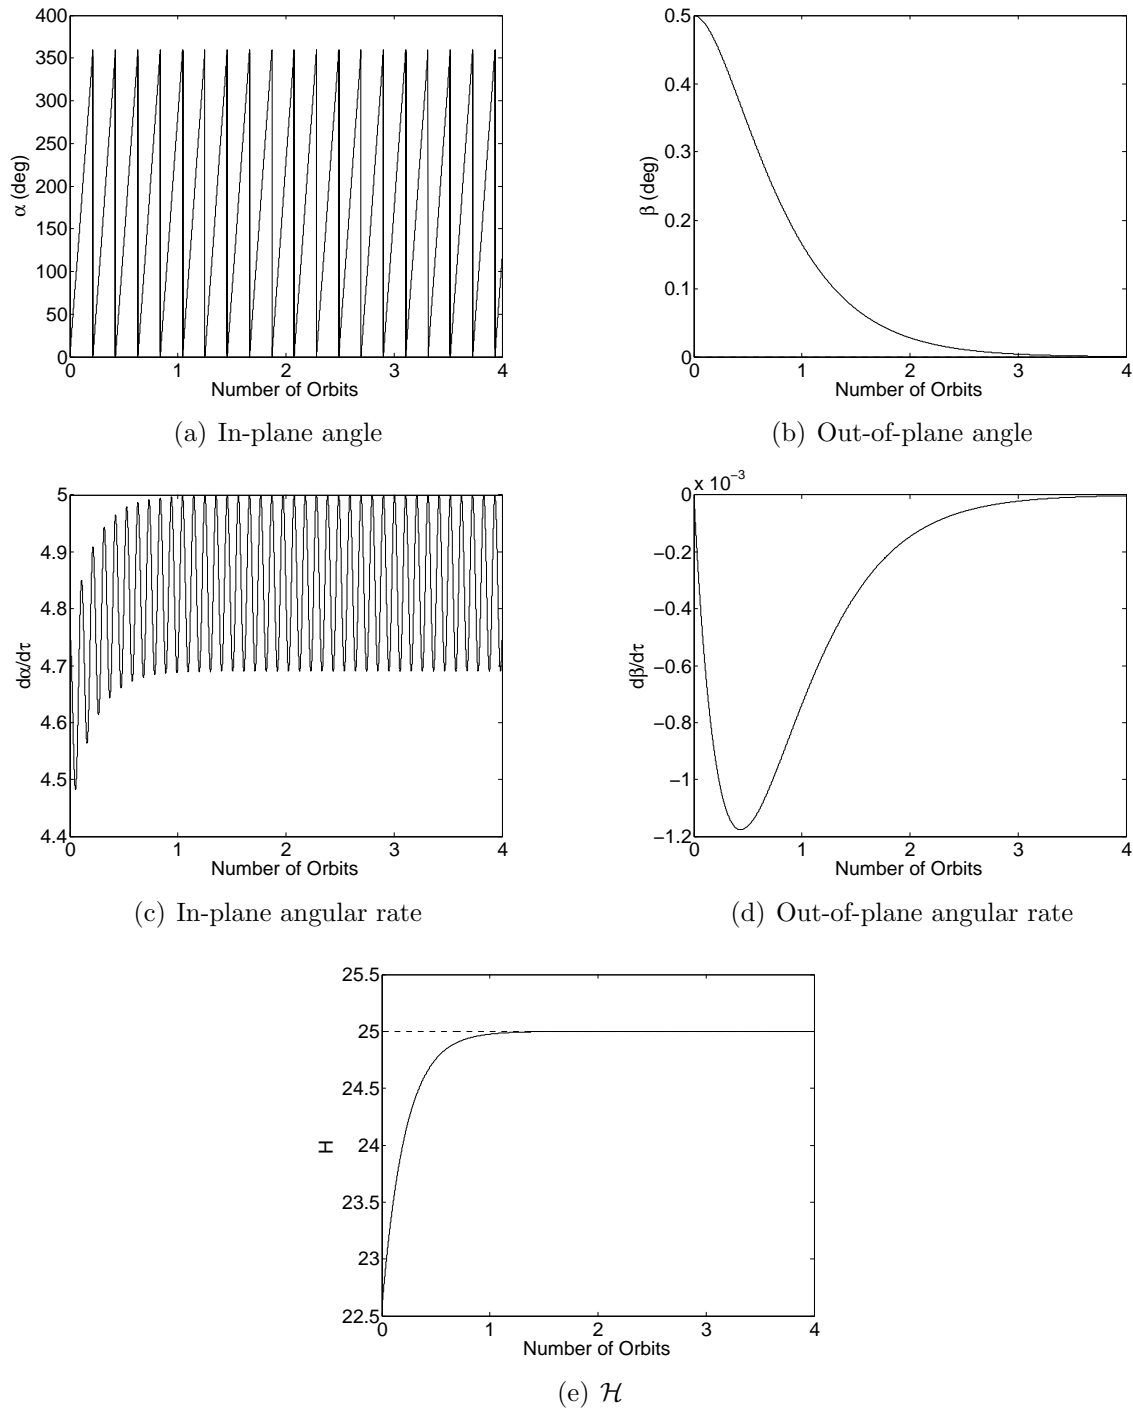 400
350
300
250
200
150
100
50
0
α (deg)
0 1 2 3 4
Number of Orbits
(a) In-plane angle
0.5
0.4
0.3
0.2
0.1
0
β (deg)
0 1 2 3 4
Number of Orbits
(b) Out-of-plane angle
5
4.9
4.8
4.7
4.6
4.5
4.4
dα/dτ
0 1 2 3 4
Number of Orbits
(c) In-plane angular rate
x 10⁻³
0
−0.2
−0.4
−0.6
−0.8
−1
−1.2
dβ/dτ
0 1 2 3 4
Number of Orbits
(d) Out-of-plane angular rate
25.5
25
24.5
24
23.5
23
22.5
H
0 1 2 3 4
Number of Orbits
(e) ℋ